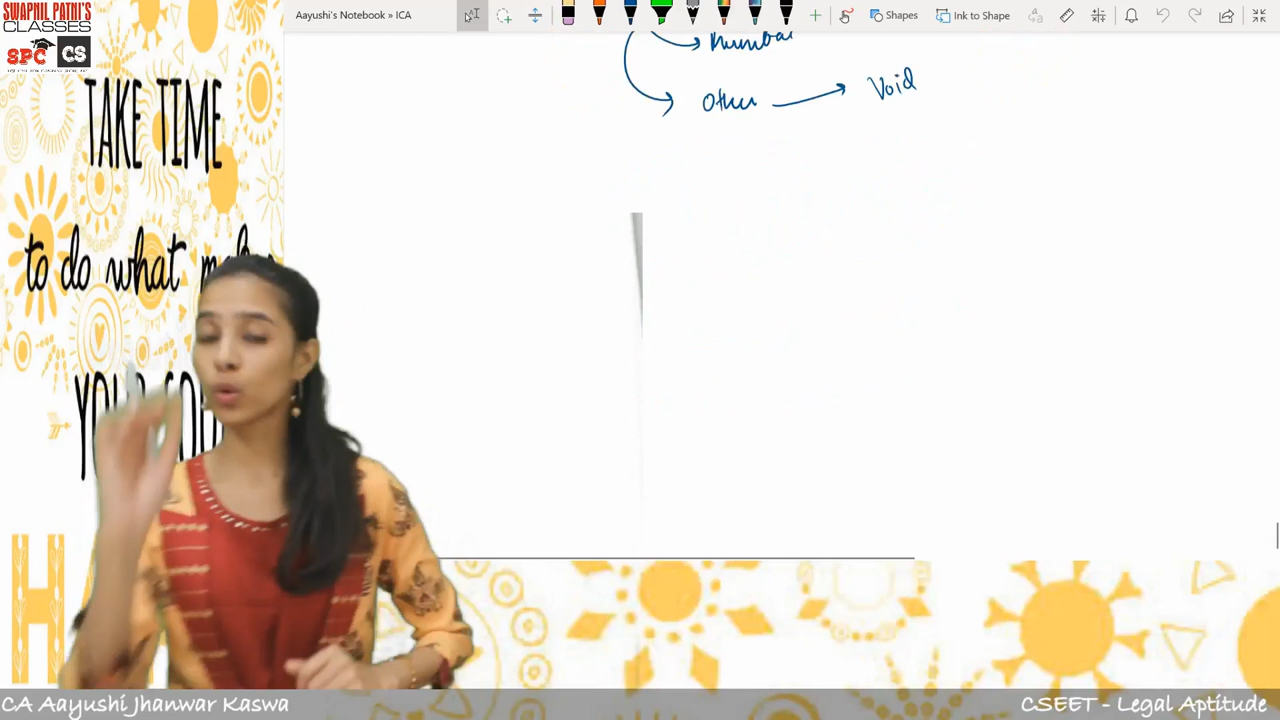 SWAPNIL PATNI'S
CLASSES
SPC CS
Aayushi's Notebook » ICA
Shapes
Ink to Shape
Mumbai
Other
Void
TAKE TIME
to do what
CA Aayushi Jhanwar Kaswa
CSEET - Legal Aptitude